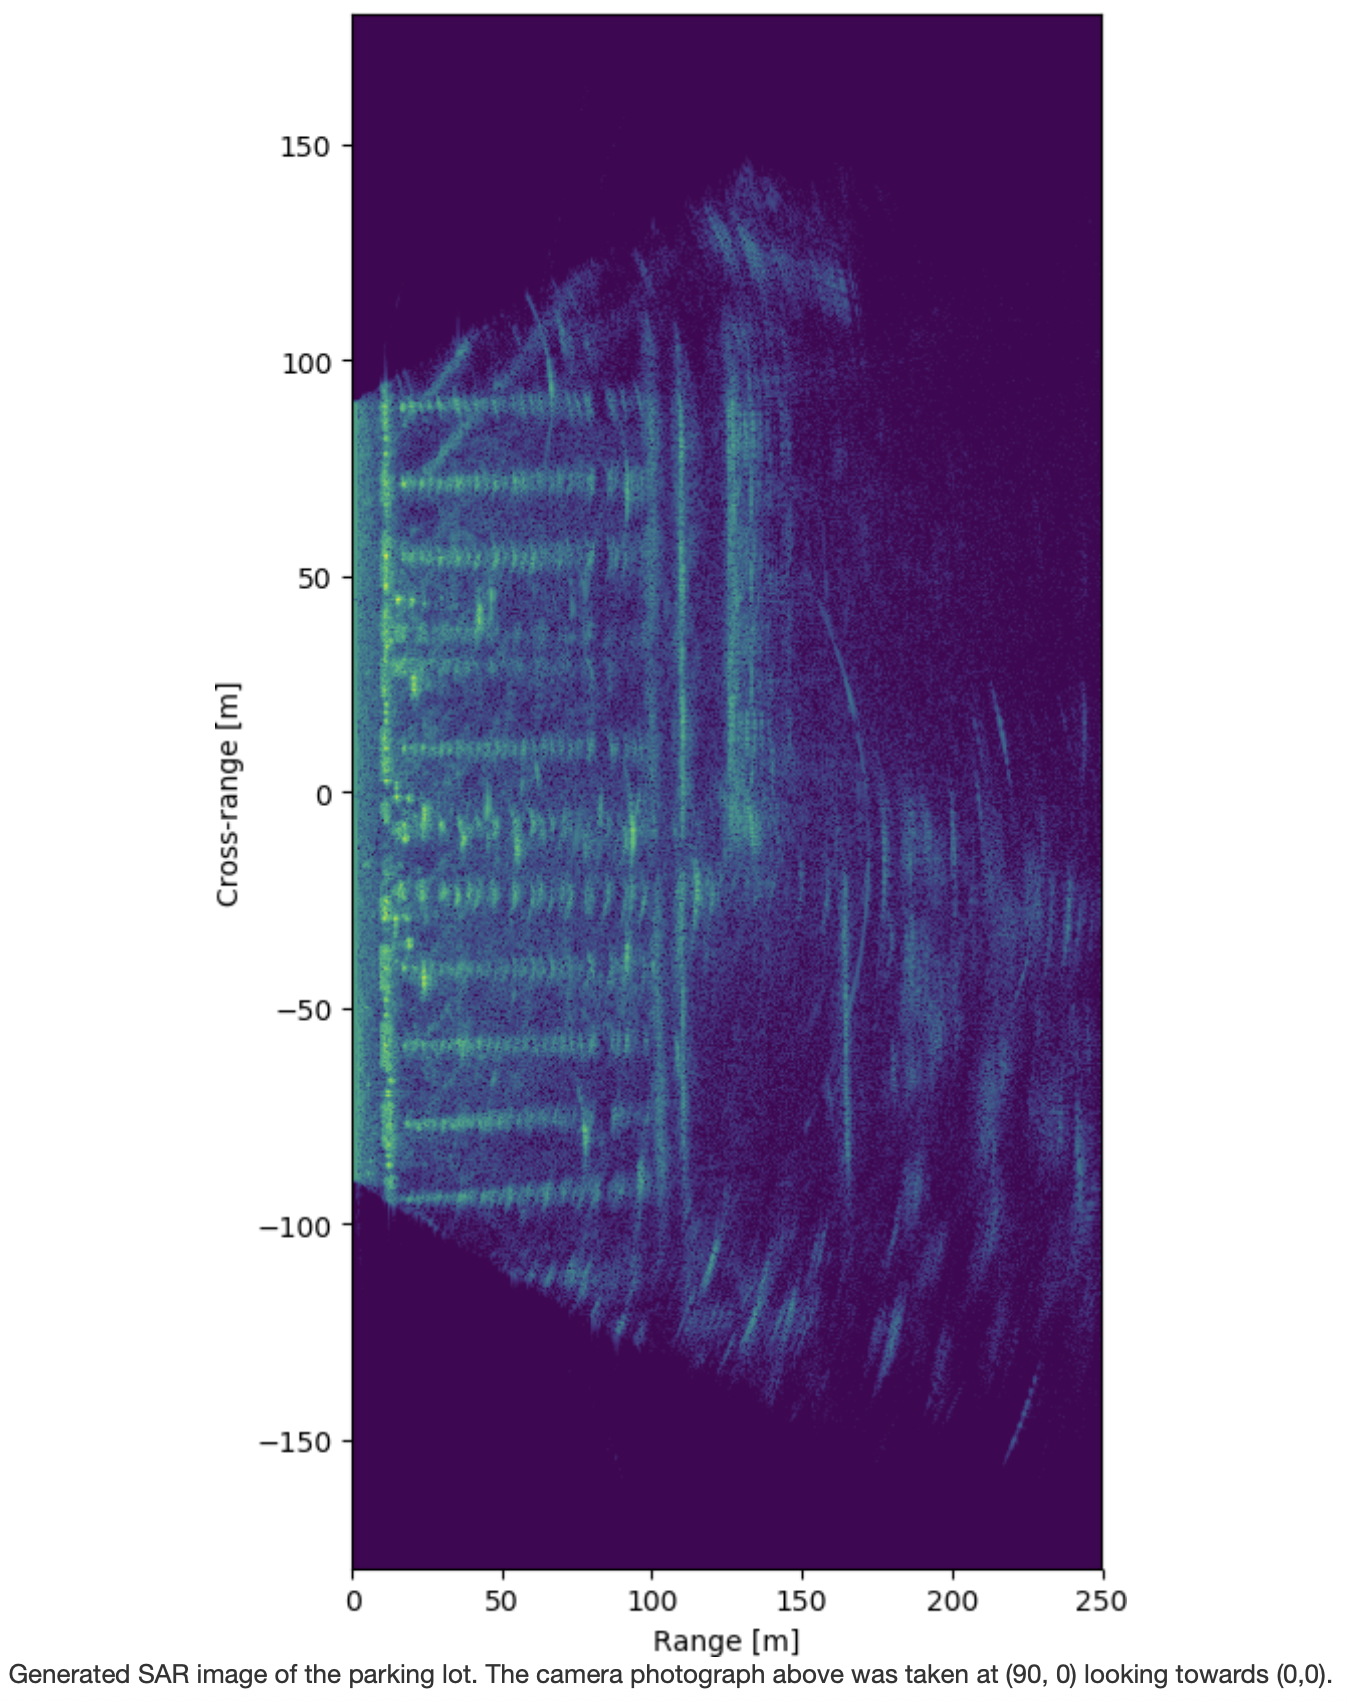 150
100
50
0
−50
−100
−150
Cross-range [m]
0 50 100 150 200 250
Range [m]
Generated SAR image of the parking lot. The camera photograph above was taken at (90, 0) looking towards (0,0).